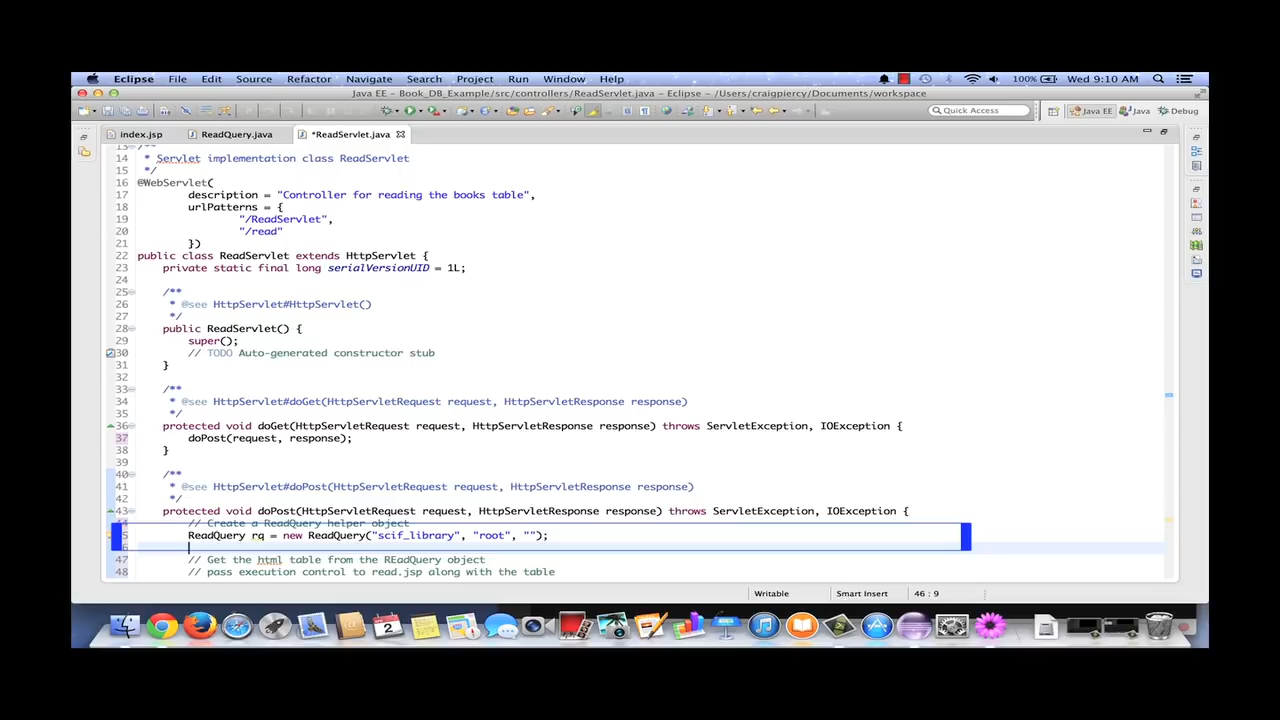 Eclipse File Edit Source Refactor Navigate Search Project Run Window Help 100% Wed 9:10 AM
Java EE - Book_DB_Example/src/controllers/ReadServlet.java - Eclipse - /Users/craigpiercy/Documents/workspace
Quick Access Java EE Java Debug
index.jsp ReadQuery.java *ReadServlet.java
13 /**
14 * Servlet implementation class ReadServlet
15 */
16 @WebServlet(
17 description = "Controller for reading the books table",
18 urlPatterns = {
19 "/ReadServlet",
20 "/read"
21 })
22 public class ReadServlet extends HttpServlet {
23 private static final long serialVersionUID = 1L;
24
25 /**
26 * @see HttpServlet#HttpServlet()
27 */
28 public ReadServlet() {
29 super();
30 // TODO Auto-generated constructor stub
31 }
32
33 /**
34 * @see HttpServlet#doGet(HttpServletRequest request, HttpServletResponse response)
35 */
36 protected void doGet(HttpServletRequest request, HttpServletResponse response) throws ServletException, IOException {
37 doPost(request, response);
38 }
39
40 /**
41 * @see HttpServlet#doPost(HttpServletRequest request, HttpServletResponse response)
42 */
43 protected void doPost(HttpServletRequest request, HttpServletResponse response) throws ServletException, IOException {
44 // Create a ReadQuery helper object
5 ReadQuery rq = new ReadQuery("scif_library", "root", "");
6
47 // Get the html table from the REadQuery object
48 // pass execution control to read.jsp along with the table
Writable Smart Insert 46 : 9
2